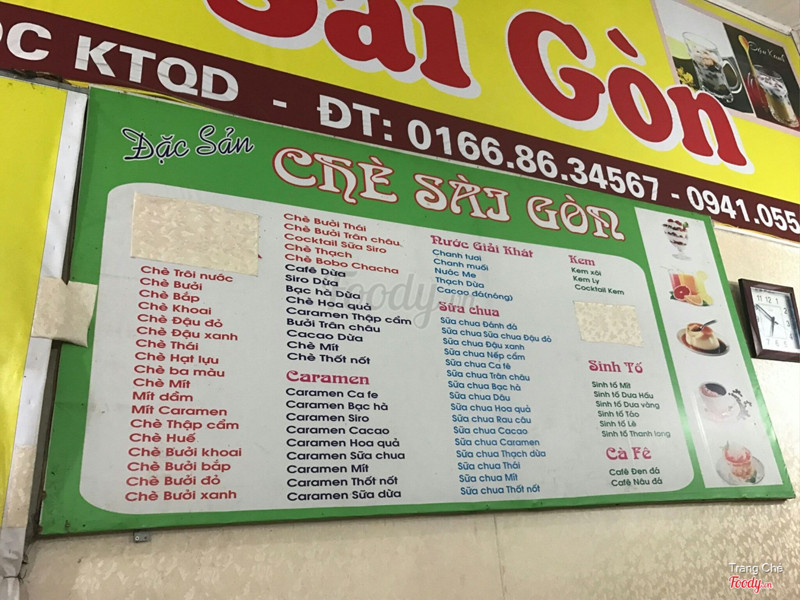 Sài Gòn
ĐC KTQD - ĐT: 0166.86.34567 - 0941.055
Đặc Sản
CHÈ SÀI GÒN
Chè Trôi nước
Chè Bưởi
Chè Bắp
Chè Khoai
Chè Đậu đỏ
Chè Đậu xanh
Chè Thái
Chè Hạt lựu
Chè ba màu
Chè Mít
Mít dầm
Mít Caramen
Chè Thập cẩm
Chè Huế
Chè Bưởi khoai
Chè Bưởi bắp
Chè Bưởi đỏ
Chè Bưởi xanh
Chè Bưởi Thái
Chè Bưởi Trân châu
Cocktail Sữa Siro
Chè Thạch
Chè Bobo Chacha
Café Dừa
Siro Dừa
Bạc hà Dừa
Chè Hoa quả
Caramen Thập cẩm
Bưởi Trân châu
Cacao Dừa
Chè Mít
Chè Thốt nốt
Caramen
Caramen Ca fe
Caramen Bạc hà
Caramen Siro
Caramen Cacao
Caramen Hoa quả
Caramen Sữa chua
Caramen Mít
Caramen Thốt nốt
Caramen Sữa dừa
Nước Giải Khát
Chanh tươi
Chanh muối
Nước Me
Thạch Dừa
Cacao đá(nóng)
Sữa chua
Sữa chua Đánh đá
Sữa chua Sữa chua Đậu đỏ
Sữa chua Đậu xanh
Sữa chua Nếp cẩm
Sữa chua Ca fê
Sữa chua Trân châu
Sữa chua Bạc hà
Sữa chua Dâu
Sữa chua Hoa quả
Sữa chua Rau câu
Sữa chua Cacao
Sữa chua Caramen
Sữa chua Thạch dừa
Sữa chua Thái
Sữa chua Mít
Sữa chua Thốt nốt
Kem
Kem xôi
Kem Ly
Cocktail Kem
Sinh Tố
Sinh tố Mít
Sinh tố Dưa Hấu
Sinh tố Dưa vàng
Sinh tố Táo
Sinh tố Lê
Sinh tố Thanh long
Cà Fê
Café Đen đá
Café Nâu đá
Foody.vn
Trang Chè
Foody.vn